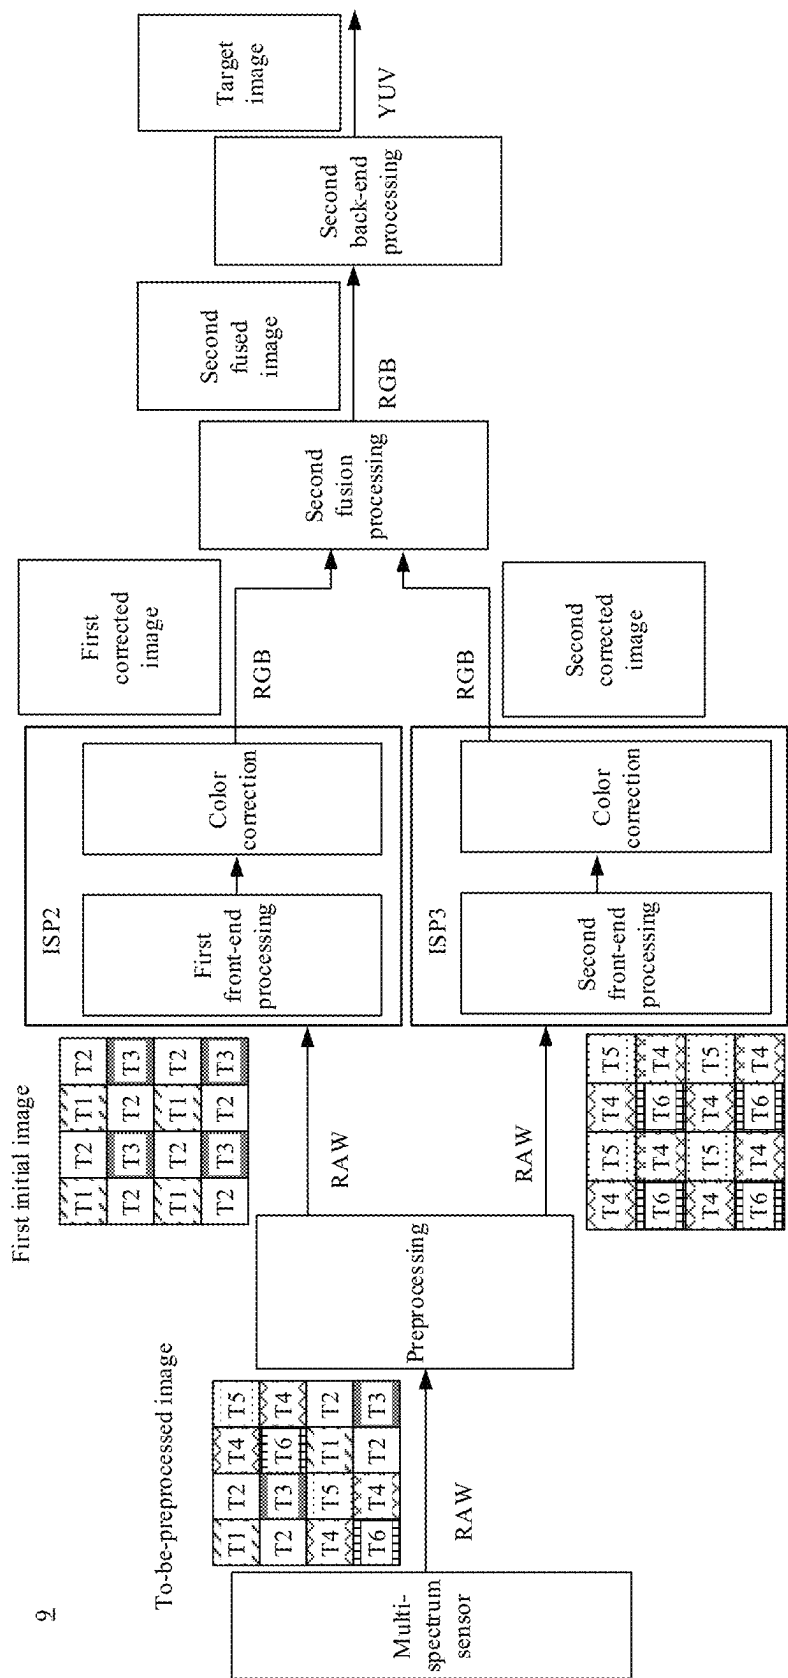 9
First initial image
T1 T2 T1 T2
T2 T3 T2 T3
T1 T2 T1 T2
T2 T3 T2 T3
ISP2
First
front-end
processing
Color
correction
First
corrected
image
RGB
To-be-preprocessed image
T1 T2 T4 T5
T2 T3 T6 T4
T4 T5 T1 T2
T6 T4 T2 T3
Multi-
spectrum
sensor
RAW
Preprocessing
RAW
RAW
Second
fusion
processing
Second
fused
image
RGB
Second
back-end
processing
Target
image
YUV
T4 T5 T4 T5
T6 T4 T6 T4
T4 T5 T4 T5
T6 T4 T6 T4
ISP3
Second
front-end
processing
Color
correction
RGB
Second
corrected
image